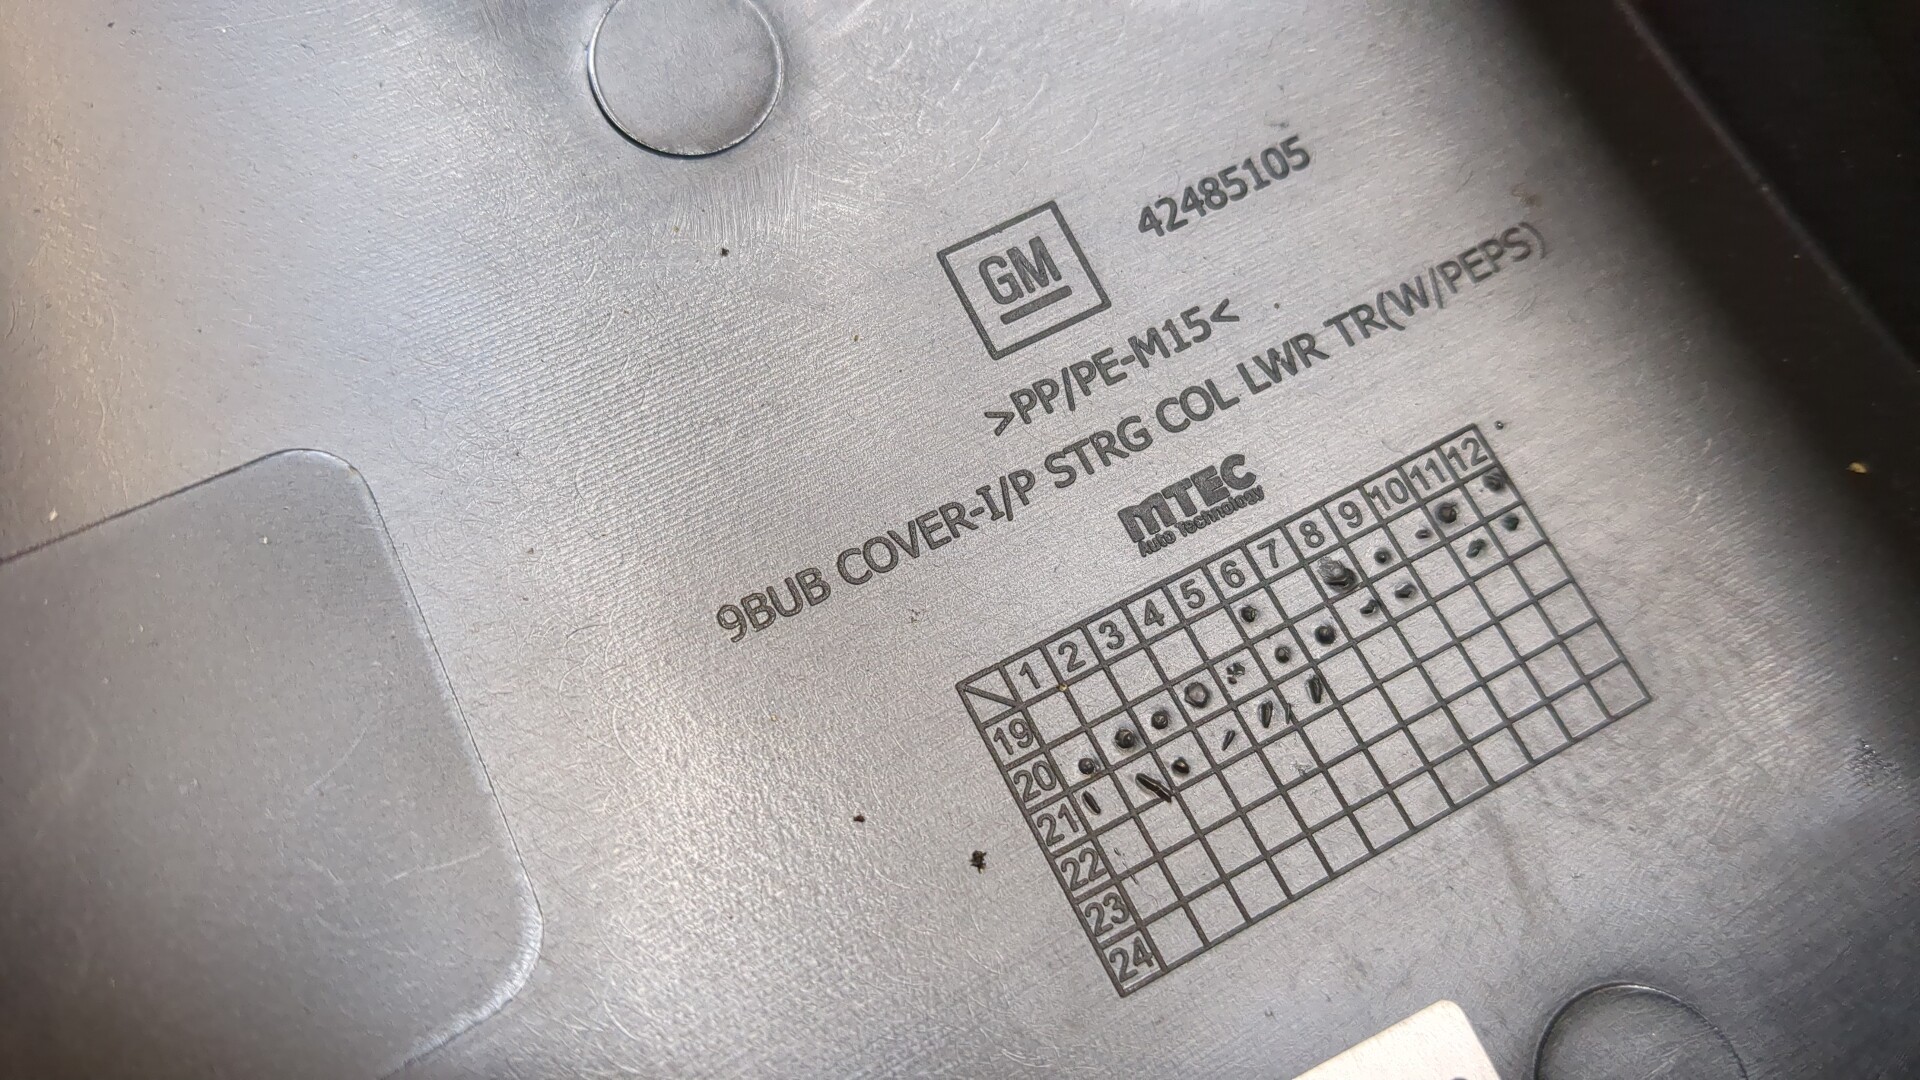 GM
42485105
>PP/PE-M15<
9BUB COVER-I/P STRG COL LWR TR(W/PEPS)
MTEC
Auto Technology
1 2 3 4 5 6 7 8 9 10 11 12
19
20
21
22
23
24